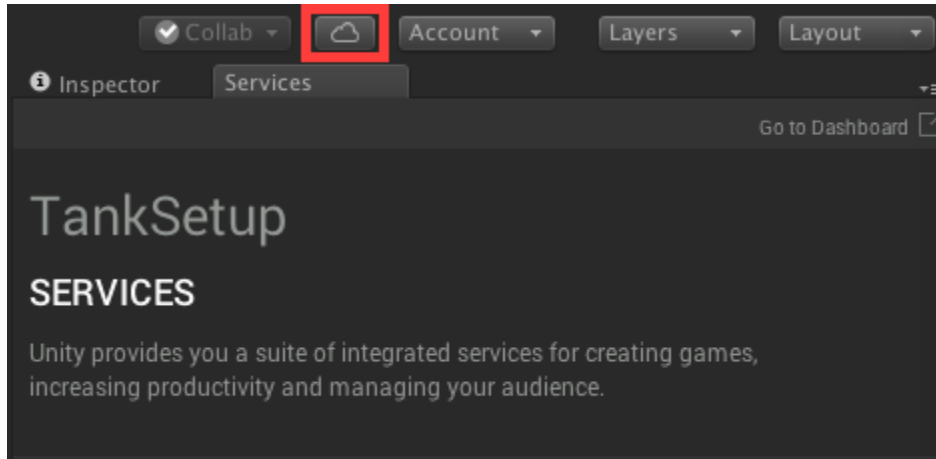 Collab Account Layers Layout
Inspector Services
Go to Dashboard
TankSetup
SERVICES
Unity provides you a suite of integrated services for creating games,
increasing productivity and managing your audience.